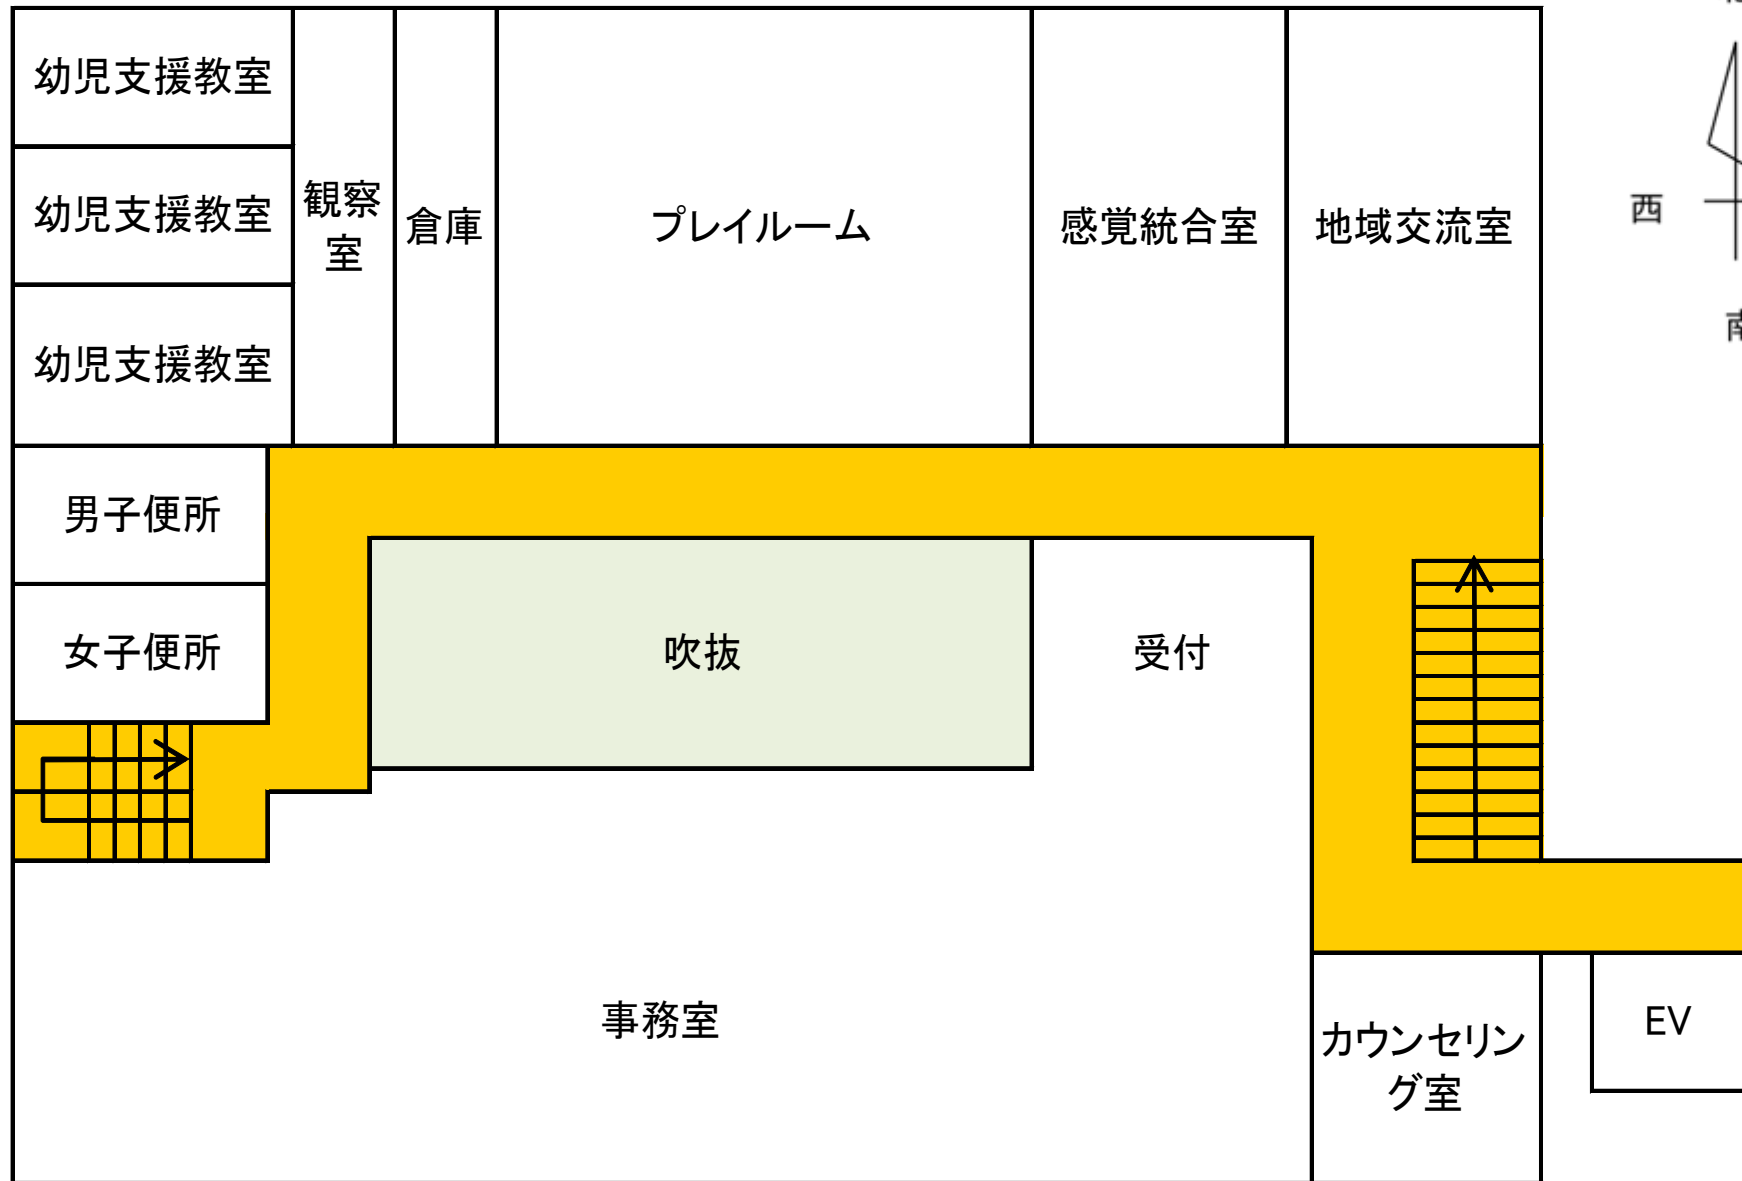 幼児支援教室
幼児支援教室
幼児支援教室
観察
室
倉庫
プレイルーム
感覚統合室
地域交流室
西
男子便所
女子便所
吹抜
受付
事務室
カウンセリン
グ室
EV